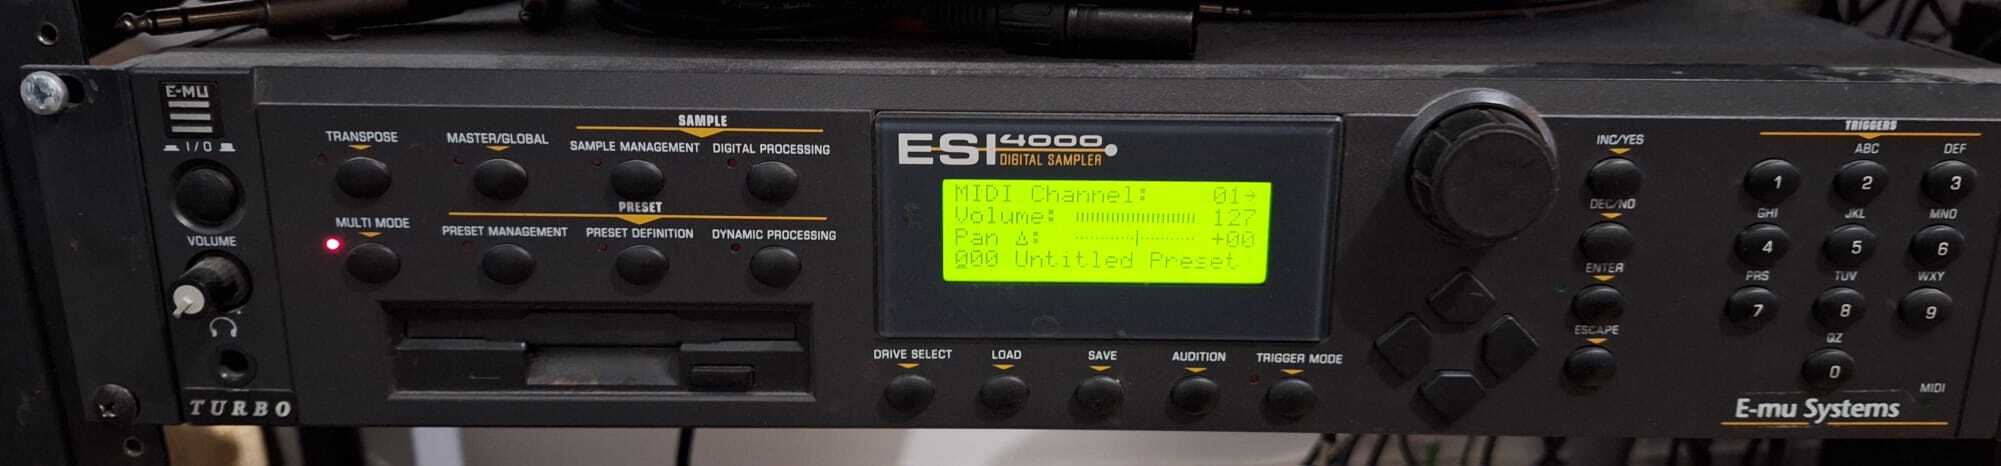 E-MU
I/O
VOLUME
TURBO
TRANSPOSE
MASTER/GLOBAL
SAMPLE
SAMPLE MANAGEMENT
DIGITAL PROCESSING
MULTI MODE
PRESET
PRESET MANAGEMENT
PRESET DEFINITION
DYNAMIC PROCESSING
ESI 4000
DIGITAL SAMPLER
MIDI Channel: 01→
Volume: 127
Pan : +00
000 Untitled Preset
DRIVE SELECT
LOAD
SAVE
AUDITION
TRIGGER MODE
INC/YES
DEC/NO
ENTER
ESCAPE
TRIGGERS
ABC
DEF
1
2
3
GHI
JKL
MNO
4
5
6
PRS
TUV
WXY
7
8
9
QZ
0
MIDI
E-mu Systems